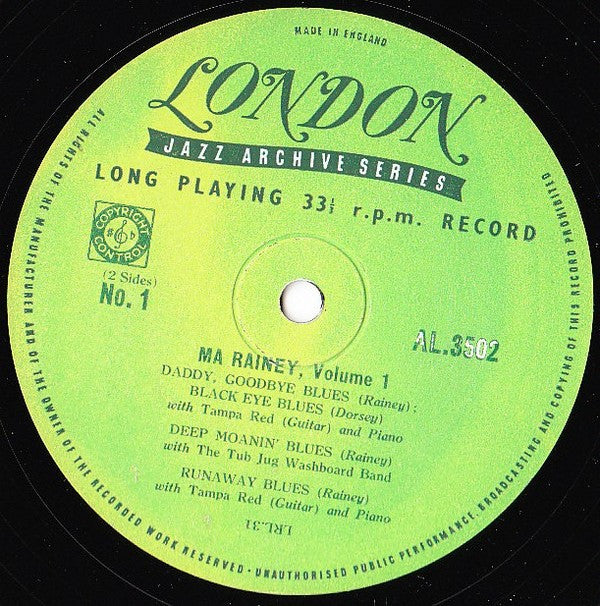 MADE IN ENGLAND
LONDON
JAZZ ARCHIVE SERIES
LONG PLAYING 33⅓ r.p.m. RECORD
COPYRIGHT
CONTROL
(2 Sides)
No. 1
AL.3502
MA RAINEY, Volume 1
DADDY, GOODBYE BLUES (Rainey) :
BLACK EYE BLUES (Dorsey)
with Tampa Red (Guitar) and Piano
DEEP MOANIN' BLUES (Rainey)
with The Tub Jug Washboard Band
RUNAWAY BLUES (Rainey)
with Tampa Red (Guitar) and Piano
LRL.31
ALL RIGHTS OF THE MANUFACTURER AND OF THE OWNER OF THE RECORDED WORK RESERVED · UNAUTHORISED PUBLIC PERFORMANCE, BROADCASTING AND COPYING OF THIS RECORD PROHIBITED